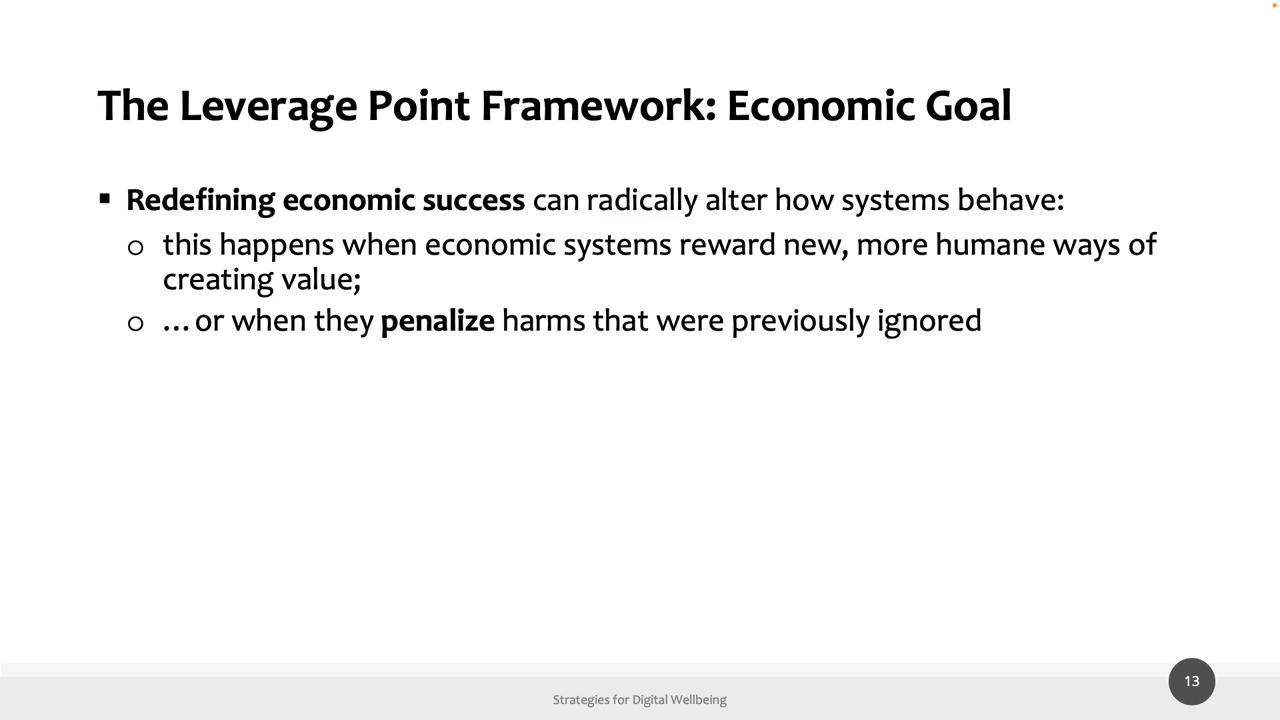 The Leverage Point Framework: Economic Goal
▪ Redefining economic success can radically alter how systems behave:
o this happens when economic systems reward new, more humane ways of
creating value;
o …or when they penalize harms that were previously ignored
13
Strategies for Digital Wellbeing